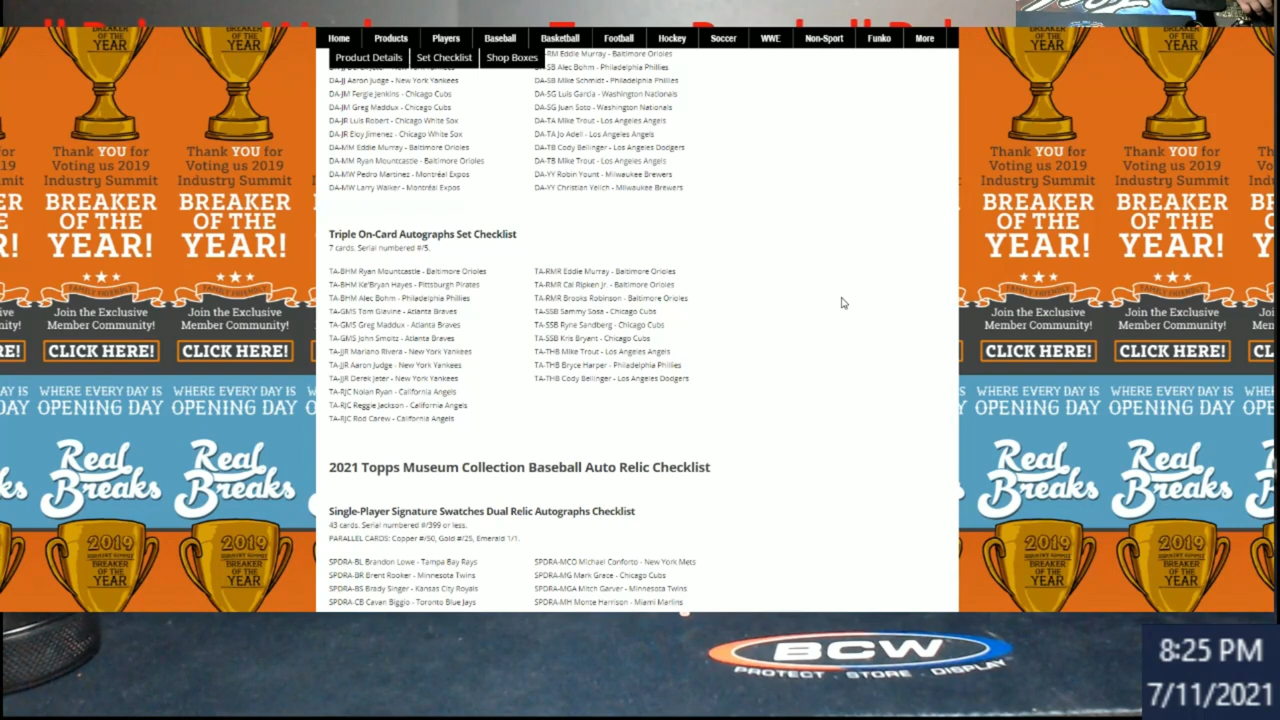 Home Products Players Baseball Basketball Football Hockey Soccer WWE Non-Sport Funko More
Product Details Set Checklist Shop Boxes
DA-JJ Aaron Judge - New York Yankees
DA-JM Fergie Jenkins - Chicago Cubs
DA-JM Greg Maddux - Chicago Cubs
DA-JR Luis Robert - Chicago White Sox
DA-JR Eloy Jimenez - Chicago White Sox
DA-MM Eddie Murray - Baltimore Orioles
DA-MM Ryan Mountcastle - Baltimore Orioles
DA-MW Pedro Martinez - Montréal Expos
DA-MW Larry Walker - Montréal Expos
-RM Eddie Murray - Baltimore Orioles
DA-SB Alec Bohm - Philadelphia Phillies
DA-SB Mike Schmidt - Philadelphia Phillies
DA-SG Luis Garcia - Washington Nationals
DA-SG Juan Soto - Washington Nationals
DA-TA Mike Trout - Los Angeles Angels
DA-TA Jo Adell - Los Angeles Angels
DA-TB Cody Bellinger - Los Angeles Dodgers
DA-TB Mike Trout - Los Angeles Angels
DA-YY Robin Yount - Milwaukee Brewers
DA-YY Christian Yelich - Milwaukee Brewers
Triple On-Card Autographs Set Checklist
7 cards. Serial numbered #/5.
TA-BHM Ryan Mountcastle - Baltimore Orioles
TA-BHM Ke'Bryan Hayes - Pittsburgh Pirates
TA-BHM Alec Bohm - Philadelphia Phillies
TA-GMS Tom Glavine - Atlanta Braves
TA-GMS Greg Maddux - Atlanta Braves
TA-GMS John Smoltz - Atlanta Braves
TA-JJR Mariano Rivera - New York Yankees
TA-JJR Aaron Judge - New York Yankees
TA-JJR Derek Jeter - New York Yankees
TA-RJC Nolan Ryan - California Angels
TA-RJC Reggie Jackson - California Angels
TA-RJC Rod Carew - California Angels
TA-RMR Eddie Murray - Baltimore Orioles
TA-RMR Cal Ripken Jr. - Baltimore Orioles
TA-RMR Brooks Robinson - Baltimore Orioles
TA-SSB Sammy Sosa - Chicago Cubs
TA-SSB Ryne Sandberg - Chicago Cubs
TA-SSB Kris Bryant - Chicago Cubs
TA-THB Mike Trout - Los Angeles Angels
TA-THB Bryce Harper - Philadelphia Phillies
TA-THB Cody Bellinger - Los Angeles Dodgers
2021 Topps Museum Collection Baseball Auto Relic Checklist
Single-Player Signature Swatches Dual Relic Autographs Checklist
43 cards. Serial numbered #/399 or less.
PARALLEL CARDS: Copper #/50, Gold #/25, Emerald 1/1.
SPDRA-BL Brandon Lowe - Tampa Bay Rays
SPDRA-BR Brent Rooker - Minnesota Twins
SPDRA-BS Brady Singer - Kansas City Royals
SPDRA-CB Cavan Biggio - Toronto Blue Jays
SPDRA-MCO Michael Conforto - New York Mets
SPDRA-MG Mark Grace - Chicago Cubs
SPDRA-MGA Mitch Garver - Minnesota Twins
SPDRA-MH Monte Harrison - Miami Marlins
BREAKER
OF THE
YEAR
Thank YOU for
Voting us 2019
Industry Summit
BREAKER
OF THE
YEAR!
FAMILY FRIENDLY
Join the Exclusive
Member Community!
CLICK HERE!
WHERE EVERY DAY IS
OPENING DAY
Real
Breaks
2019
INDUSTRY SUMMIT
BREAKER
OF THE
YEAR
BCW
PROTECT · STORE · DISPLAY
8:25 PM
7/11/2021